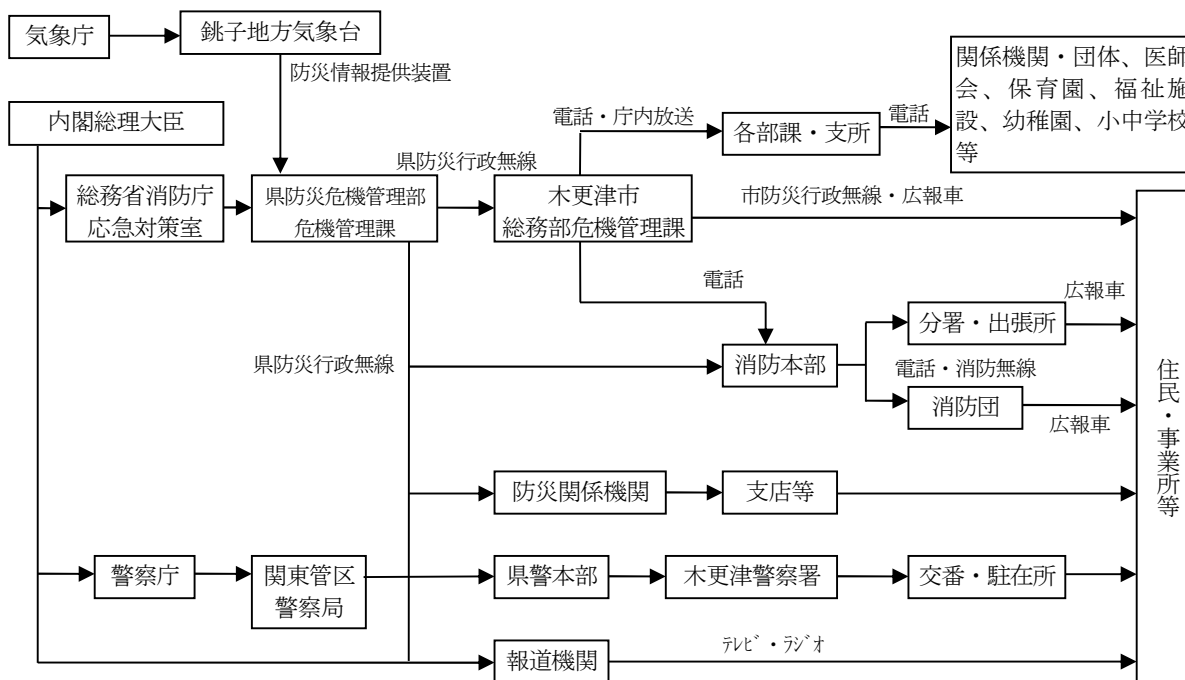 気象庁
銚子地方気象台
防災情報提供装置
関係機関・団体、医師
会、保育園、福祉施
設、幼稚園、小中学校
等
内閣総理大臣
電話・庁内放送
各部課・支所
電話
県防災行政無線
総務省消防庁
応急対策室
県防災危機管理部
危機管理課
木更津市
総務部危機管理課
市防災行政無線・広報車
電話
広報車
分署・出張所
県防災行政無線
消防本部
電話・消防無線
消防団
広報車
住民・事業所等
防災関係機関
支店等
警察庁
関東管区
警察局
県警本部
木更津警察署
交番・駐在所
報道機関
ﾃﾚﾋﾞ・ﾗｼﾞｵ